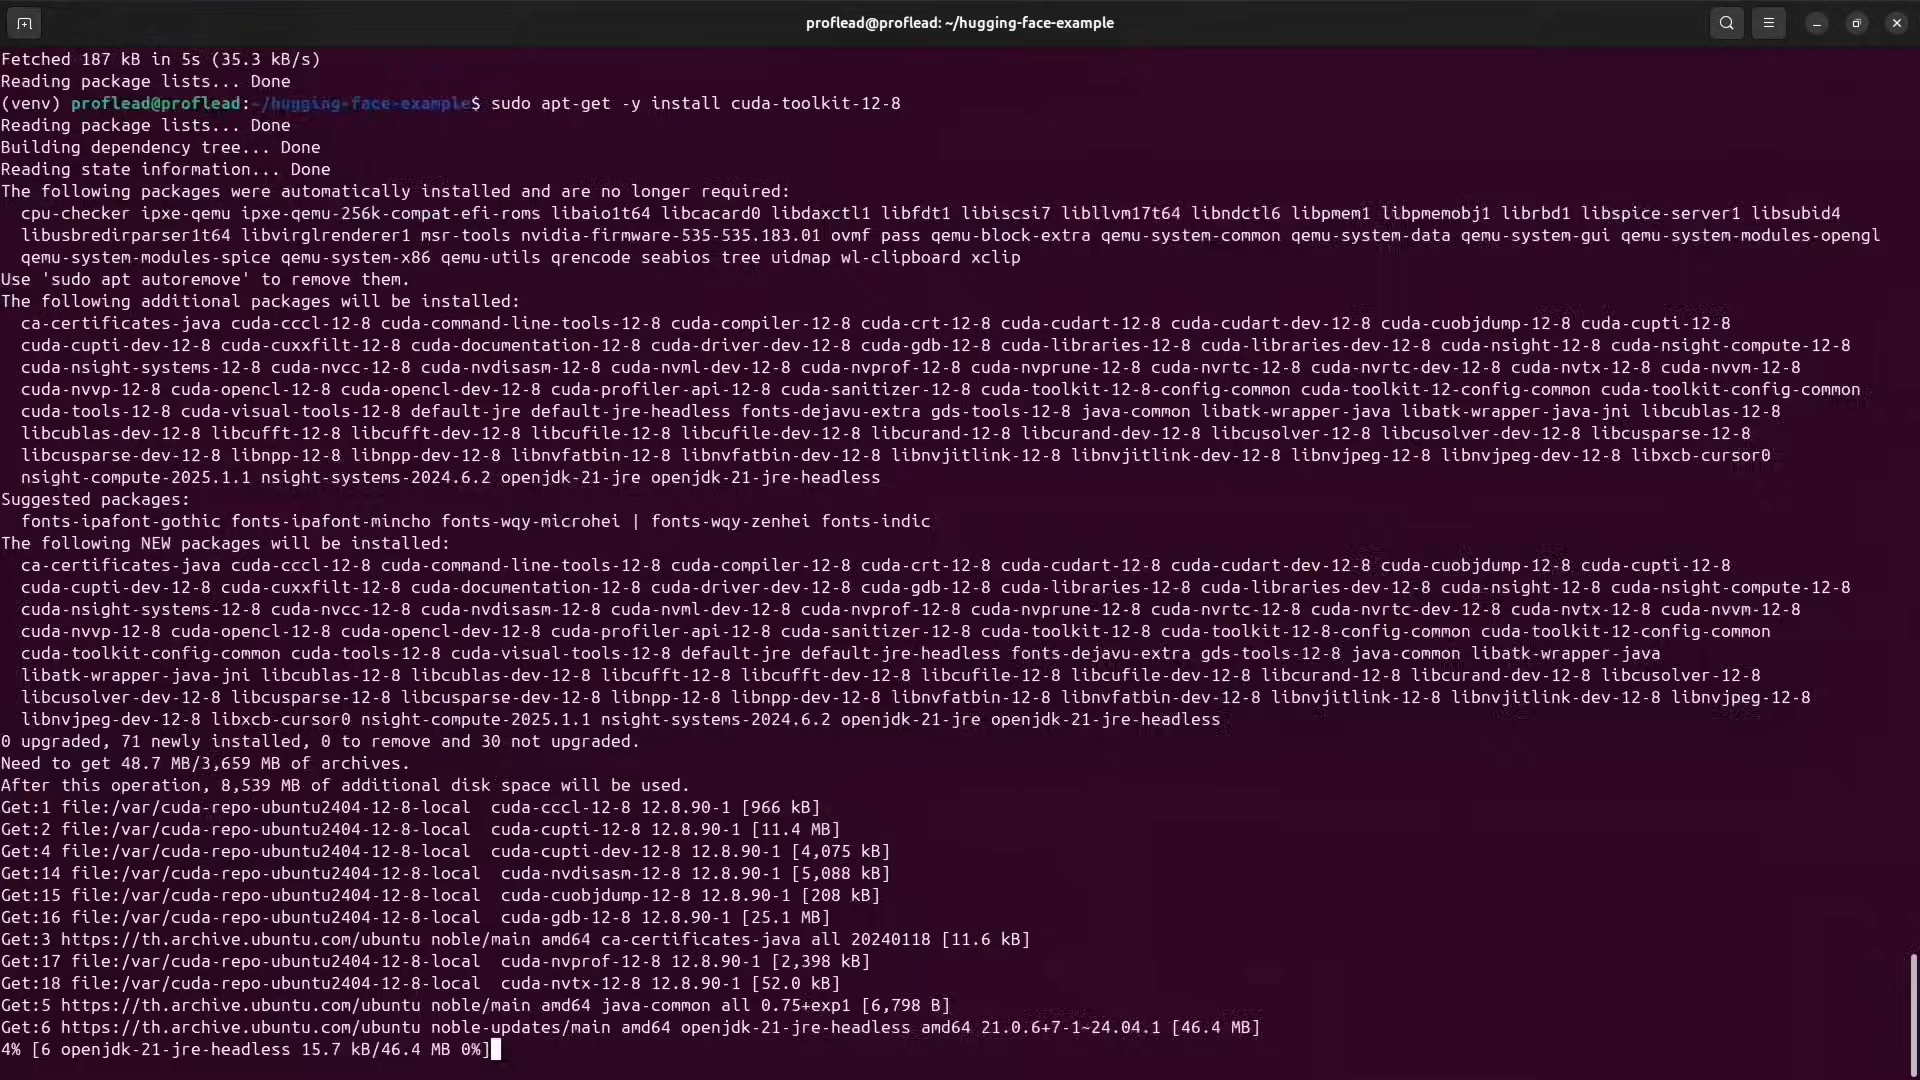 proflead@proflead: ~/hugging-face-example
Fetched 187 kB in 5s (35.3 kB/s)
Reading package lists... Done
(venv) proflead@proflead:~/hugging-face-example$ sudo apt-get -y install cuda-toolkit-12-8
Reading package lists... Done
Building dependency tree... Done
Reading state information... Done
The following packages were automatically installed and are no longer required:
  cpu-checker ipxe-qemu ipxe-qemu-256k-compat-efi-roms libaio1t64 libcacard0 libdaxctl1 libfdt1 libiscsi7 libllvm17t64 libndctl6 libpmem1 libpmemobj1 librbd1 libspice-server1 libsubid4
  libusbredirparser1t64 libvirglrenderer1 msr-tools nvidia-firmware-535-535.183.01 ovmf pass qemu-block-extra qemu-system-common qemu-system-data qemu-system-gui qemu-system-modules-opengl
  qemu-system-modules-spice qemu-system-x86 qemu-utils qrencode seabios tree uidmap wl-clipboard xclip
Use 'sudo apt autoremove' to remove them.
The following additional packages will be installed:
  ca-certificates-java cuda-cccl-12-8 cuda-command-line-tools-12-8 cuda-compiler-12-8 cuda-crt-12-8 cuda-cudart-12-8 cuda-cudart-dev-12-8 cuda-cuobjdump-12-8 cuda-cupti-12-8
  cuda-cupti-dev-12-8 cuda-cuxxfilt-12-8 cuda-documentation-12-8 cuda-driver-dev-12-8 cuda-gdb-12-8 cuda-libraries-12-8 cuda-libraries-dev-12-8 cuda-nsight-12-8 cuda-nsight-compute-12-8
  cuda-nsight-systems-12-8 cuda-nvcc-12-8 cuda-nvdisasm-12-8 cuda-nvml-dev-12-8 cuda-nvprof-12-8 cuda-nvprune-12-8 cuda-nvrtc-12-8 cuda-nvrtc-dev-12-8 cuda-nvtx-12-8 cuda-nvvm-12-8
  cuda-nvvp-12-8 cuda-opencl-12-8 cuda-opencl-dev-12-8 cuda-profiler-api-12-8 cuda-sanitizer-12-8 cuda-toolkit-12-8-config-common cuda-toolkit-12-config-common cuda-toolkit-config-common
  cuda-tools-12-8 cuda-visual-tools-12-8 default-jre default-jre-headless fonts-dejavu-extra gds-tools-12-8 java-common libatk-wrapper-java libatk-wrapper-java-jni libcublas-12-8
  libcublas-dev-12-8 libcufft-12-8 libcufft-dev-12-8 libcufile-12-8 libcufile-dev-12-8 libcurand-12-8 libcurand-dev-12-8 libcusolver-12-8 libcusolver-dev-12-8 libcusparse-12-8
  libcusparse-dev-12-8 libnpp-12-8 libnpp-dev-12-8 libnvfatbin-12-8 libnvfatbin-dev-12-8 libnvjitlink-12-8 libnvjitlink-dev-12-8 libnvjpeg-12-8 libnvjpeg-dev-12-8 libxcb-cursor0
  nsight-compute-2025.1.1 nsight-systems-2024.6.2 openjdk-21-jre openjdk-21-jre-headless
Suggested packages:
  fonts-ipafont-gothic fonts-ipafont-mincho fonts-wqy-microhei | fonts-wqy-zenhei fonts-indic
The following NEW packages will be installed:
  ca-certificates-java cuda-cccl-12-8 cuda-command-line-tools-12-8 cuda-compiler-12-8 cuda-crt-12-8 cuda-cudart-12-8 cuda-cudart-dev-12-8 cuda-cuobjdump-12-8 cuda-cupti-12-8
  cuda-cupti-dev-12-8 cuda-cuxxfilt-12-8 cuda-documentation-12-8 cuda-driver-dev-12-8 cuda-gdb-12-8 cuda-libraries-12-8 cuda-libraries-dev-12-8 cuda-nsight-12-8 cuda-nsight-compute-12-8
  cuda-nsight-systems-12-8 cuda-nvcc-12-8 cuda-nvdisasm-12-8 cuda-nvml-dev-12-8 cuda-nvprof-12-8 cuda-nvprune-12-8 cuda-nvrtc-12-8 cuda-nvrtc-dev-12-8 cuda-nvtx-12-8 cuda-nvvm-12-8
  cuda-nvvp-12-8 cuda-opencl-12-8 cuda-opencl-dev-12-8 cuda-profiler-api-12-8 cuda-sanitizer-12-8 cuda-toolkit-12-8 cuda-toolkit-12-8-config-common cuda-toolkit-12-config-common
  cuda-toolkit-config-common cuda-tools-12-8 cuda-visual-tools-12-8 default-jre default-jre-headless fonts-dejavu-extra gds-tools-12-8 java-common libatk-wrapper-java
  libatk-wrapper-java-jni libcublas-12-8 libcublas-dev-12-8 libcufft-12-8 libcufft-dev-12-8 libcufile-12-8 libcufile-dev-12-8 libcurand-12-8 libcurand-dev-12-8 libcusolver-12-8
  libcusolver-dev-12-8 libcusparse-12-8 libcusparse-dev-12-8 libnpp-12-8 libnpp-dev-12-8 libnvfatbin-12-8 libnvfatbin-dev-12-8 libnvjitlink-12-8 libnvjitlink-dev-12-8 libnvjpeg-12-8
  libnvjpeg-dev-12-8 libxcb-cursor0 nsight-compute-2025.1.1 nsight-systems-2024.6.2 openjdk-21-jre openjdk-21-jre-headless
0 upgraded, 71 newly installed, 0 to remove and 30 not upgraded.
Need to get 48.7 MB/3,659 MB of archives.
After this operation, 8,539 MB of additional disk space will be used.
Get:1 file:/var/cuda-repo-ubuntu2404-12-8-local  cuda-cccl-12-8 12.8.90-1 [966 kB]
Get:2 file:/var/cuda-repo-ubuntu2404-12-8-local  cuda-cupti-12-8 12.8.90-1 [11.4 MB]
Get:4 file:/var/cuda-repo-ubuntu2404-12-8-local  cuda-cupti-dev-12-8 12.8.90-1 [4,075 kB]
Get:14 file:/var/cuda-repo-ubuntu2404-12-8-local  cuda-nvdisasm-12-8 12.8.90-1 [5,088 kB]
Get:15 file:/var/cuda-repo-ubuntu2404-12-8-local  cuda-cuobjdump-12-8 12.8.90-1 [208 kB]
Get:16 file:/var/cuda-repo-ubuntu2404-12-8-local  cuda-gdb-12-8 12.8.90-1 [25.1 MB]
Get:3 https://th.archive.ubuntu.com/ubuntu noble/main amd64 ca-certificates-java all 20240118 [11.6 kB]
Get:17 file:/var/cuda-repo-ubuntu2404-12-8-local  cuda-nvprof-12-8 12.8.90-1 [2,398 kB]
Get:18 file:/var/cuda-repo-ubuntu2404-12-8-local  cuda-nvtx-12-8 12.8.90-1 [52.0 kB]
Get:5 https://th.archive.ubuntu.com/ubuntu noble/main amd64 java-common all 0.75+exp1 [6,798 B]
Get:6 https://th.archive.ubuntu.com/ubuntu noble-updates/main amd64 openjdk-21-jre-headless amd64 21.0.6+7-1~24.04.1 [46.4 MB]
4% [6 openjdk-21-jre-headless 15.7 kB/46.4 MB 0%]